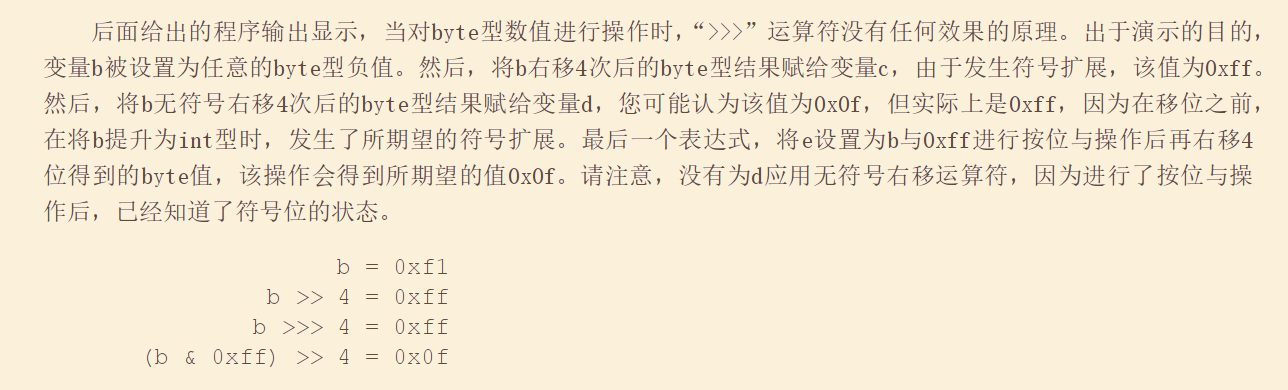 后面给出的程序输出显示，当对byte型数值进行操作时，“>>>”运算符没有任何效果的原理。出于演示的目的，
变量b被设置为任意的byte型负值。然后，将b右移4次后的byte型结果赋给变量c，由于发生符号扩展，该值为0xff。
然后，将b无符号右移4次后的byte型结果赋给变量d，您可能认为该值为0x0f，但实际上是0xff，因为在移位之前，
在将b提升为int型时，发生了所期望的符号扩展。最后一个表达式，将e设置为b与0xff进行按位与操作后再右移4
位得到的byte值，该操作会得到所期望的值0x0f。请注意，没有为d应用无符号右移运算符，因为进行了按位与操
作后，已经知道了符号位的状态。
b = 0xf1
b >> 4 = 0xff
b >>> 4 = 0xff
(b & 0xff) >> 4 = 0x0f